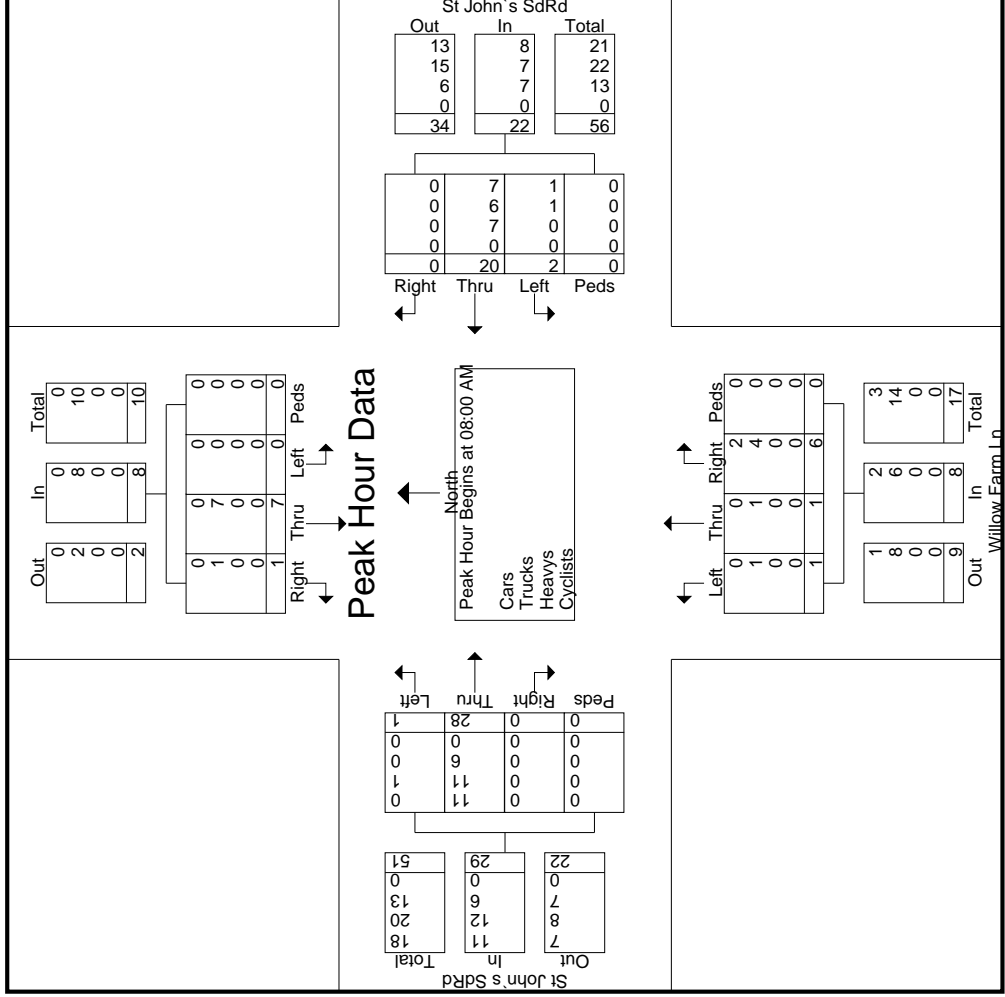 St John`s SdRd
Out In Total
13 8 21
15 7 22
6 7 13
0 0 0
34 22 56
0 7 1 0
0 6 1 0
0 7 0 0
0 0 0 0
0 20 2 0
Right Thru Left Peds
Out In Total
0 0 0
2 8 10
0 0 0
0 0 0
2 8 10
0 0 0 0
1 7 0 0
0 0 0 0
0 0 0 0
1 7 0 0
Right Thru Left Peds
Peak Hour Data
North
Peak Hour Begins at 08:00 AM
Cars
Trucks
Heavys
Cyclists
Left Thru Right Peds
0 0 2 0
1 1 4 0
0 0 0 0
0 0 0 0
1 1 6 0
1 2 3
8 6 14
0 0 0
0 0 0
9 8 17
Out In Total
Willow Farm Ln
Left Thru Right Peds
1 28 0 0
0 0 0 0
0 6 0 0
1 11 0 0
0 11 0 0
51 29 22
0 0 0
13 6 7
20 12 8
18 11 7
Total In Out
St John`s SdRd